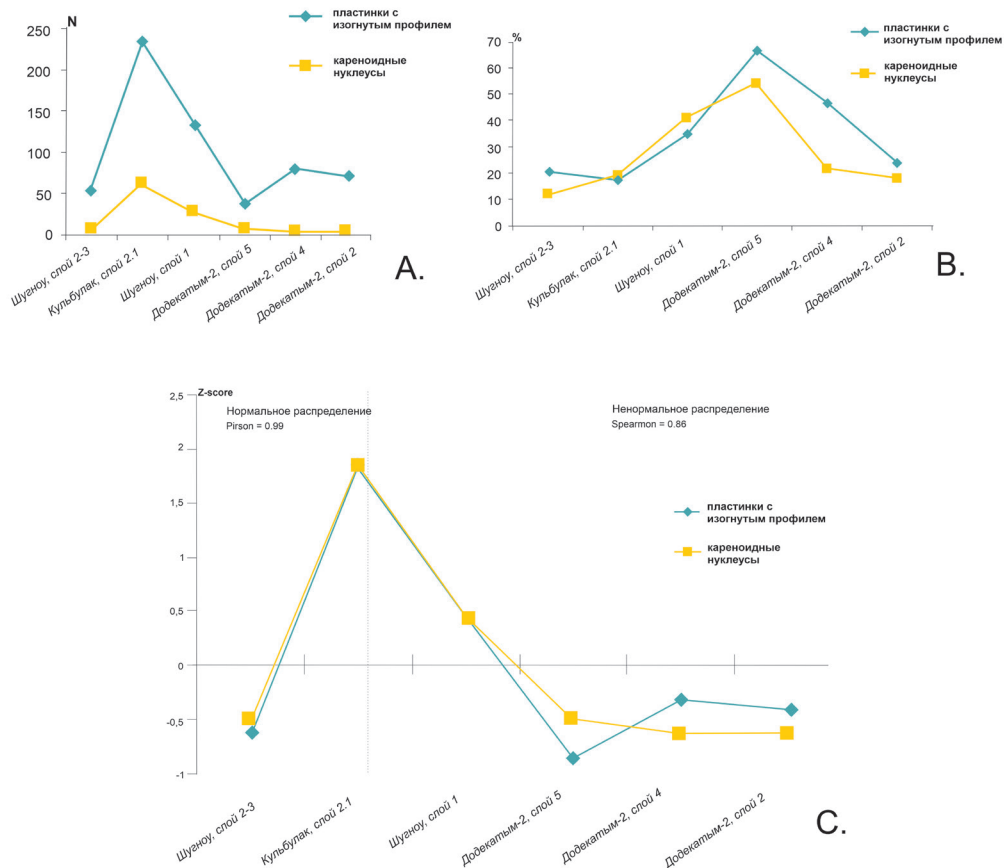 N
250
200
150
100
50
0
пластинки с
изогнутым профилем
кареноидные
нуклеусы
Шугноу, слой 2-3
Кульбулак, слой 2.1
Шугноу, слой 1
Додекатым-2, слой 5
Додекатым-2, слой 4
Додекатым-2, слой 2
A.
%
70
60
50
40
30
20
10
0
пластинки с
изогнутым профилем
кареноидные
нуклеусы
Шугноу, слой 2-3
Кульбулак, слой 2.1
Шугноу, слой 1
Додекатым-2, слой 5
Додекатым-2, слой 4
Додекатым-2, слой 2
B.
Z-score
2,5
2
1,5
1
0,5
0
-0,5
-1
Нормальное распределение
Pirson = 0.99
Ненормальное распределение
Spearmon = 0.86
пластинки с
изогнутым профилем
кареноидные
нуклеусы
Шугноу, слой 2-3
Кульбулак, слой 2.1
Шугноу, слой 1
Додекатым-2, слой 5
Додекатым-2, слой 4
Додекатым-2, слой 2
C.